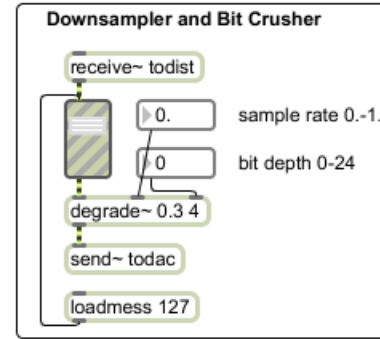 Downsampler and Bit Crusher
receive~ todist
0. sample rate 0.-1.
0 bit depth 0-24
degrade~ 0.3 4
send~ todac
loadmess 127